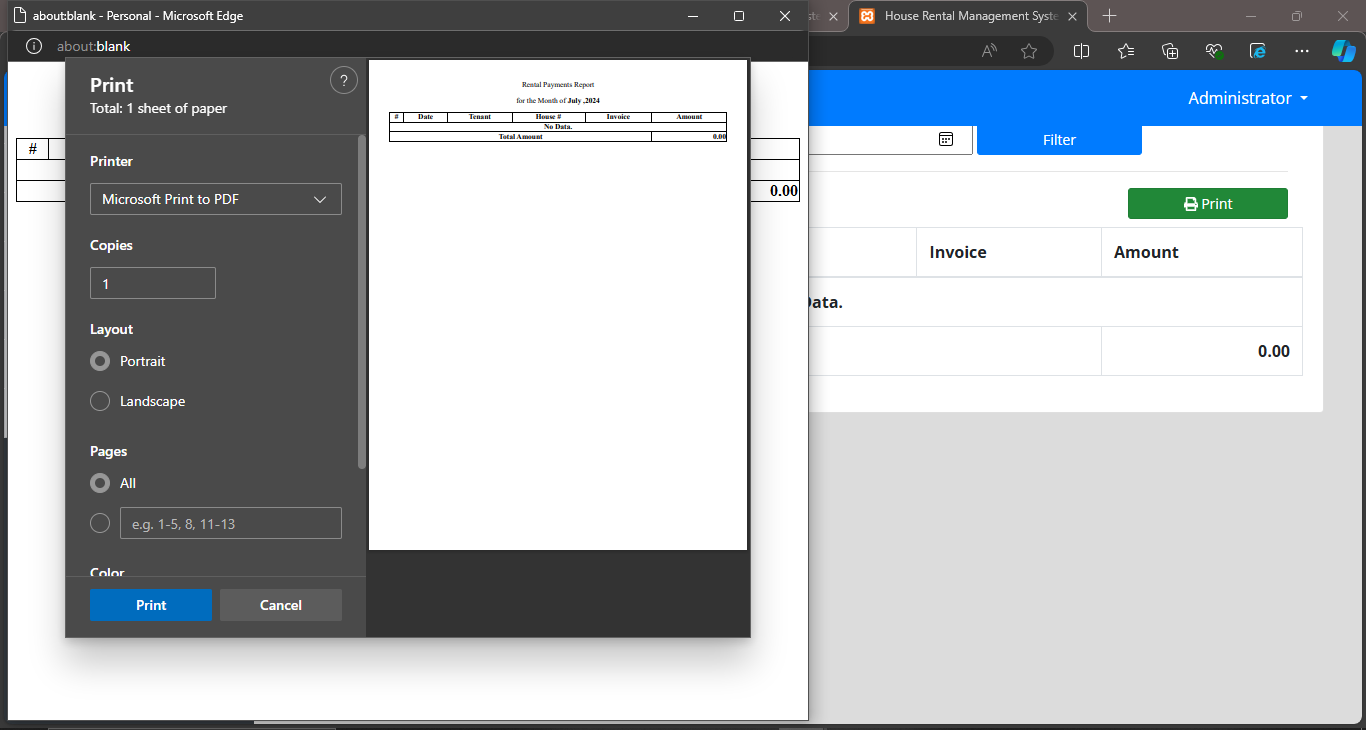 about:blank - Personal - Microsoft Edge
House Rental Management Syste
about:blank
Print
Total: 1 sheet of paper
?
Rental Payments Report
for the Month of July ,2024
# Date Tenant House # Invoice Amount
No Data.
Total Amount 0.00
Administrator
Filter
#
Printer
Microsoft Print to PDF
0.00
Print
Copies
1
Invoice Amount
Data.
Layout
Portrait
0.00
Landscape
Pages
All
e.g. 1-5, 8, 11-13
Color
Print Cancel